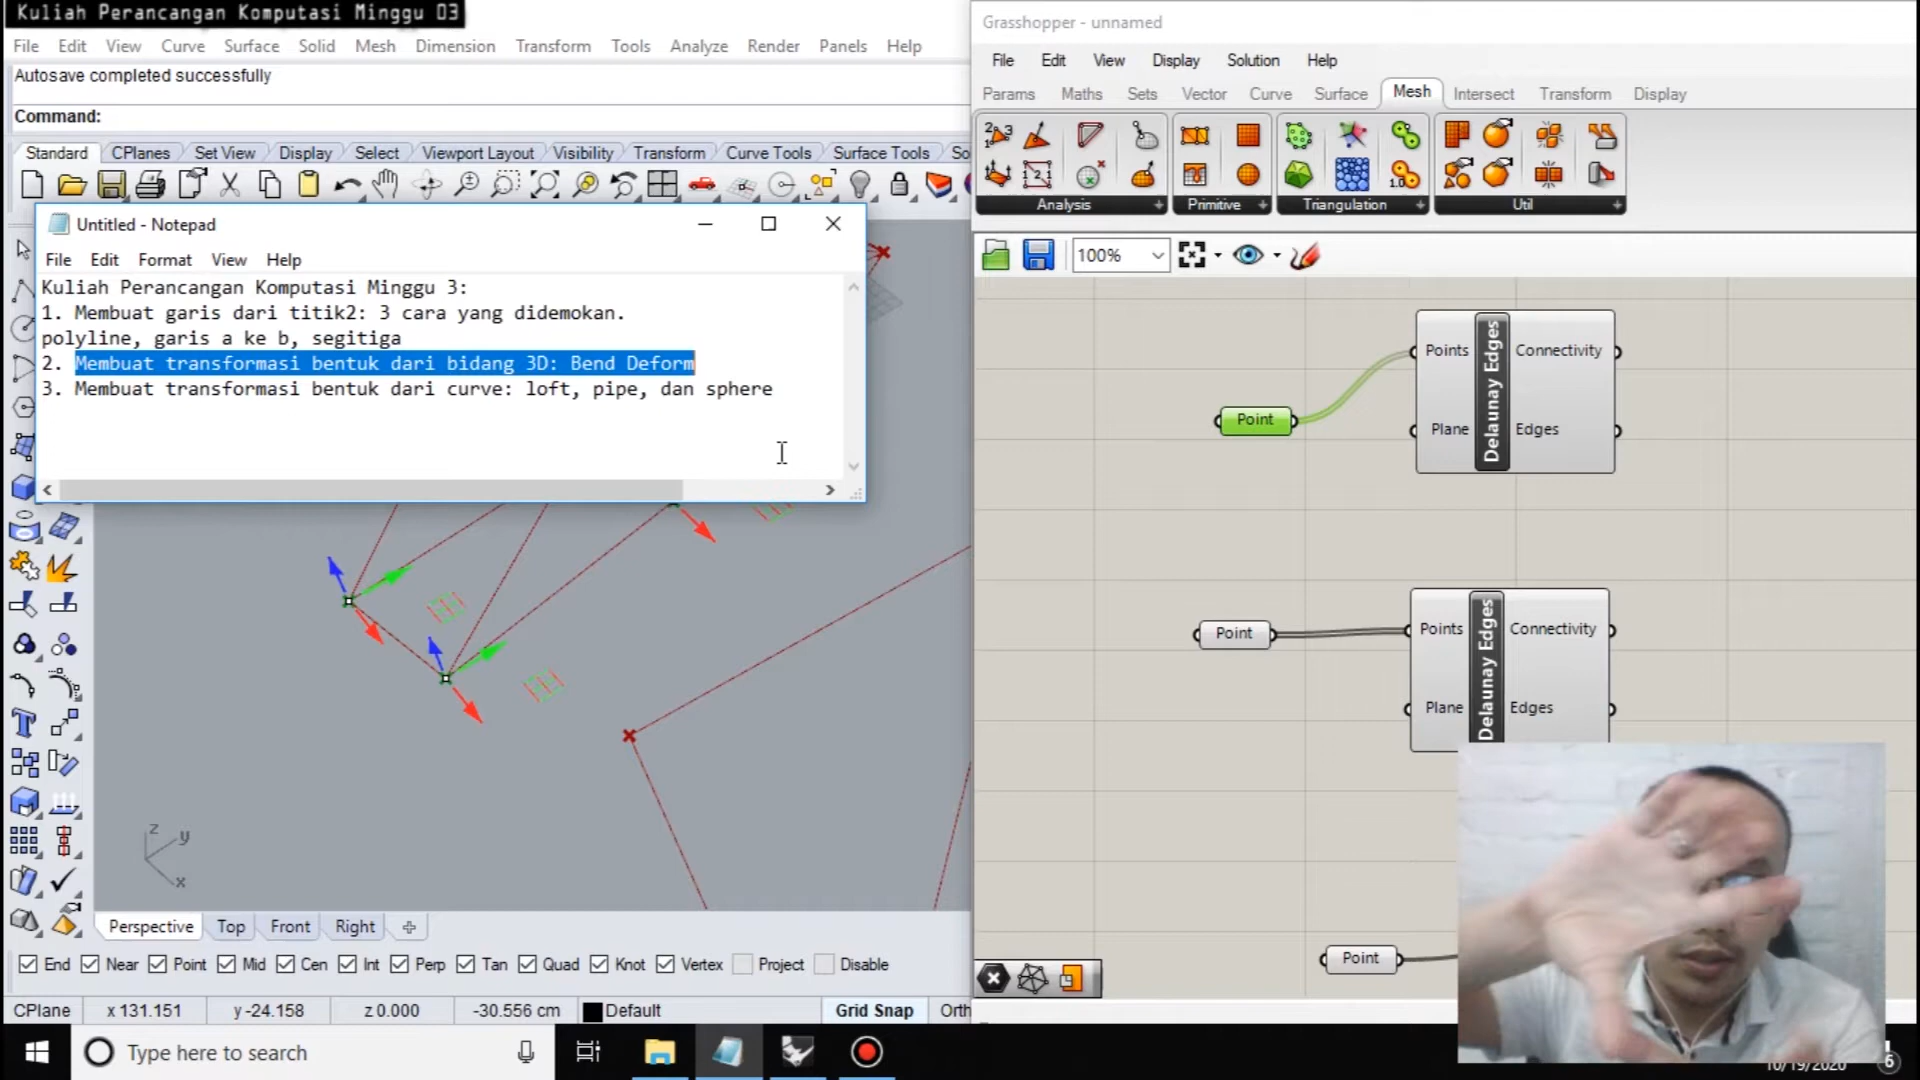 Kuliah Perancangan Komputasi Minggu 03
File Edit View Curve Surface Solid Mesh Dimension Transform Tools Analyze Render Panels Help
Autosave completed successfully
Command:
Standard CPlanes Set View Display Select Viewport Layout Visibility Transform Curve Tools Surface Tools So
Untitled - Notepad
File Edit Format View Help
Kuliah Perancangan Komputasi Minggu 3:
1. Membuat garis dari titik2: 3 cara yang didemokan.
polyline, garis a ke b, segitiga
2. Membuat transformasi bentuk dari bidang 3D: Bend Deform
3. Membuat transformasi bentuk dari curve: loft, pipe, dan sphere
z
y
x
Perspective Top Front Right
End Near Point Mid Cen Int Perp Tan Quad Knot Vertex Project Disable
CPlane x 131.151 y -24.158 z 0.000 -30.556 cm Default Grid Snap Orth
Grasshopper - unnamed
File Edit View Display Solution Help
Params Maths Sets Vector Curve Surface Mesh Intersect Transform Display
Analysis Primitive Triangulation Util
100%
Point
Points Connectivity
Delaunay Edges
Plane Edges
Point
Points Connectivity
Delaunay Edges
Plane Edges
Point
Type here to search
10/19/2020
6